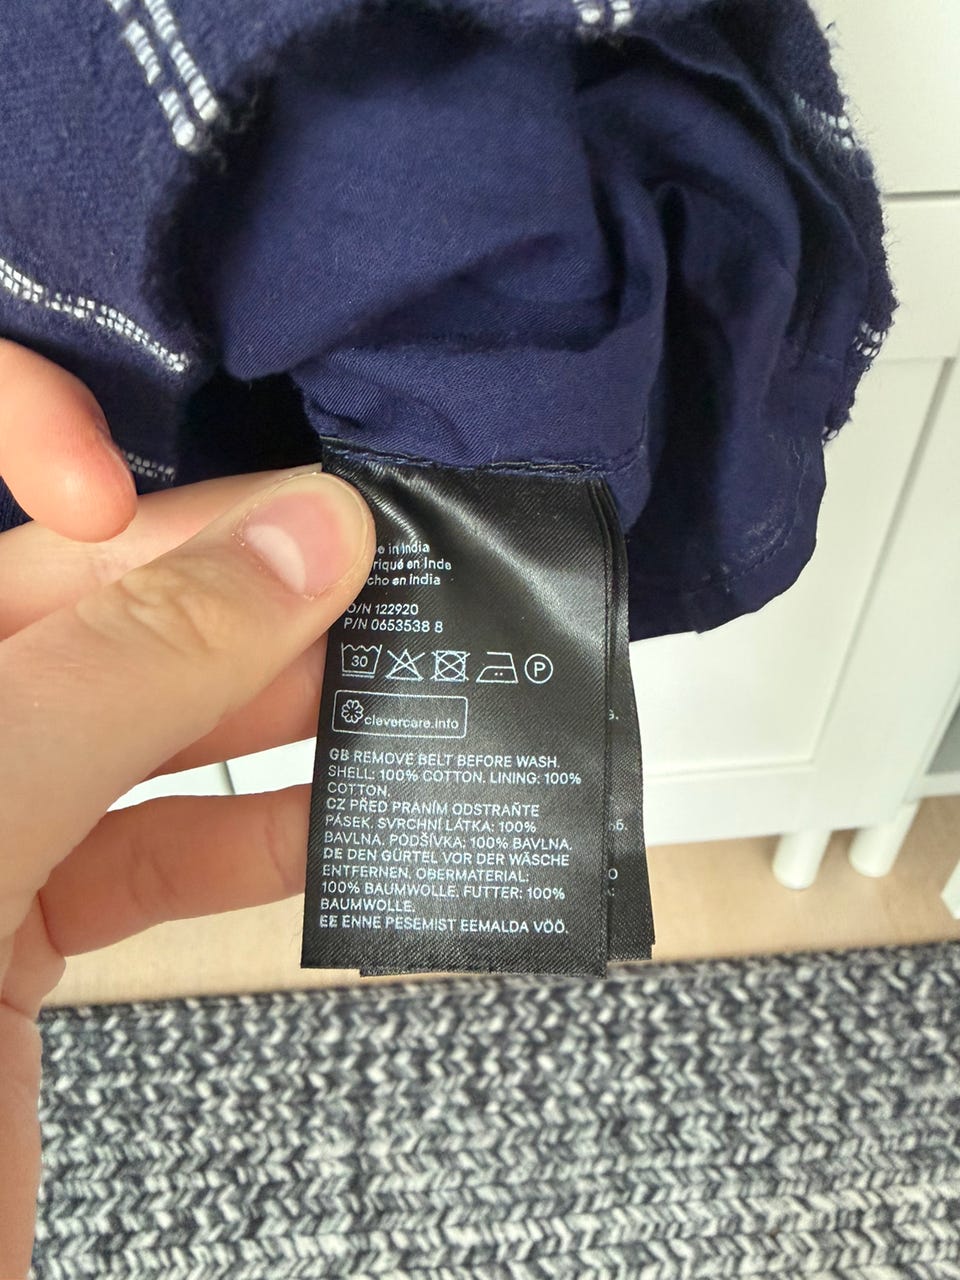 in India
en Inde
en India
O/N 122920
P/N 0653538 8
30
P
clevercare.info
GB REMOVE BELT BEFORE WASH.
SHELL: 100% COTTON. LINING: 100%
COTTON.
CZ PŘED PRANÍM ODSTRAŇTE
PÁSEK. SVRCHNÍ LÁTKA: 100%
BAVLNA. PODŠÍVKA: 100% BAVLNA.
DE DEN GÜRTEL VOR DER WÄSCHE
ENTFERNEN. OBERMATERIAL:
100% BAUMWOLLE. FUTTER: 100%
BAUMWOLLE.
EE ENNE PESEMIST EEMALDA VÖÖ.